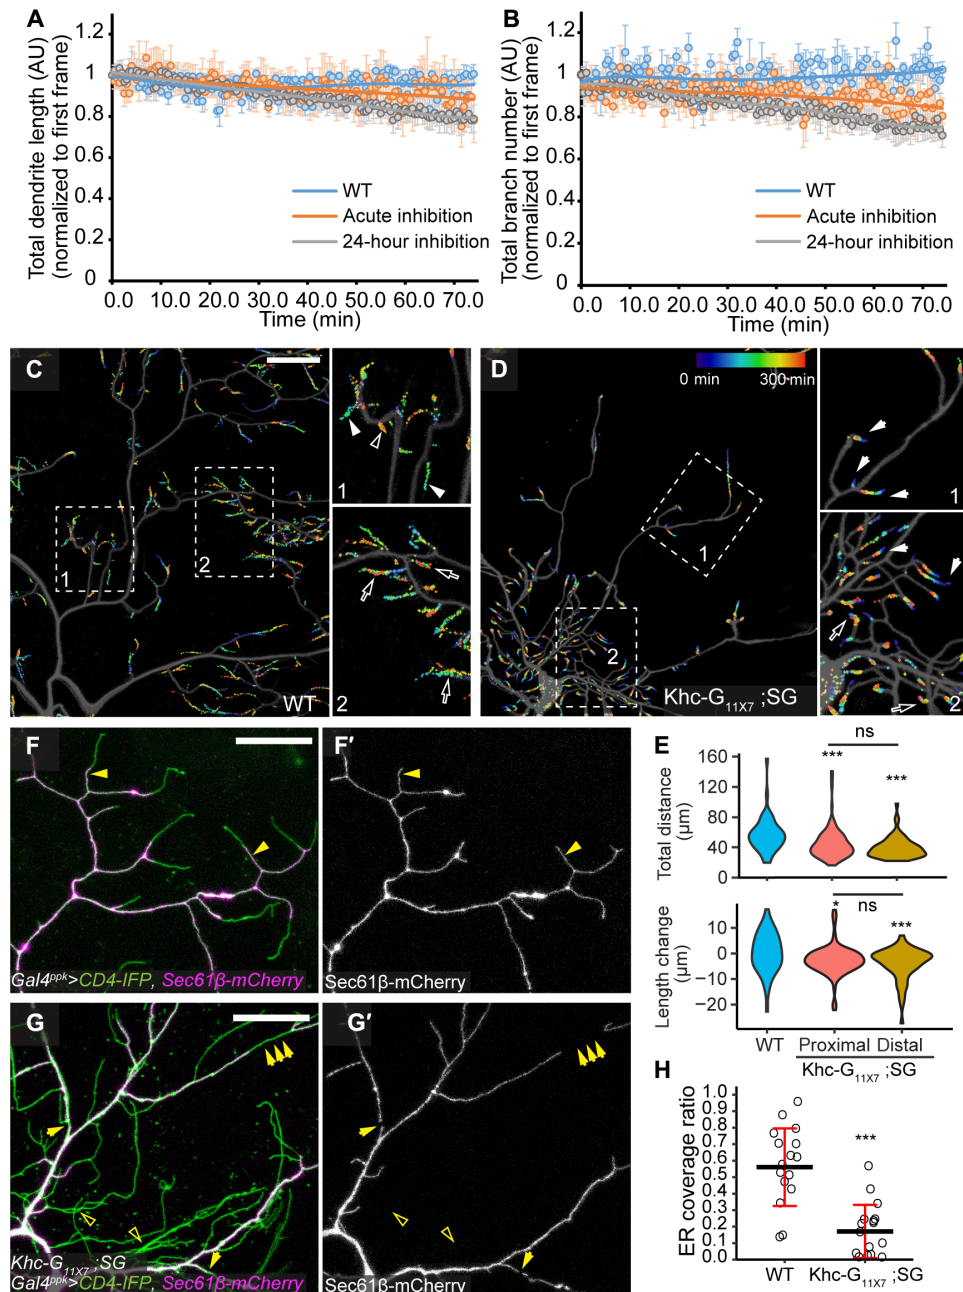 A
Total dendrite length (AU)
(normalized to first frame)
1.2
1
0.8
0.6
0.4
0.2
0
WT
Acute inhibition
24-hour inhibition
0.0 10.0 20.0 30.0 40.0 50.0 60.0 70.0
Time (min)
B
Total branch number (AU)
(normalized to first frame)
1.2
1
0.8
0.6
0.4
0.2
0
WT
Acute inhibition
24-hour inhibition
0.0 10.0 20.0 30.0 40.0 50.0 60.0 70.0
Time (min)
C
1
2
WT
1
2
D
0 min 300 min
1
2
Khc-G11X7 ;SG
1
2
E
Total distance
(µm)
160
80
40
0
ns
***
***
Length change
(µm)
10
0
−10
−20
ns
*
***
WT Proximal Distal
Khc-G11X7 ;SG
F
Gal4ppk>CD4-IFP, Sec61β-mCherry
F′
Sec61β-mCherry
G
Khc-G11X7 ;SG
Gal4ppk>CD4-IFP, Sec61β-mCherry
G′
Sec61β-mCherry
H
ER coverage ratio
1.0
0.9
0.8
0.7
0.6
0.5
0.4
0.3
0.2
0.1
0.0
***
WT Khc-G11X7 ;SG